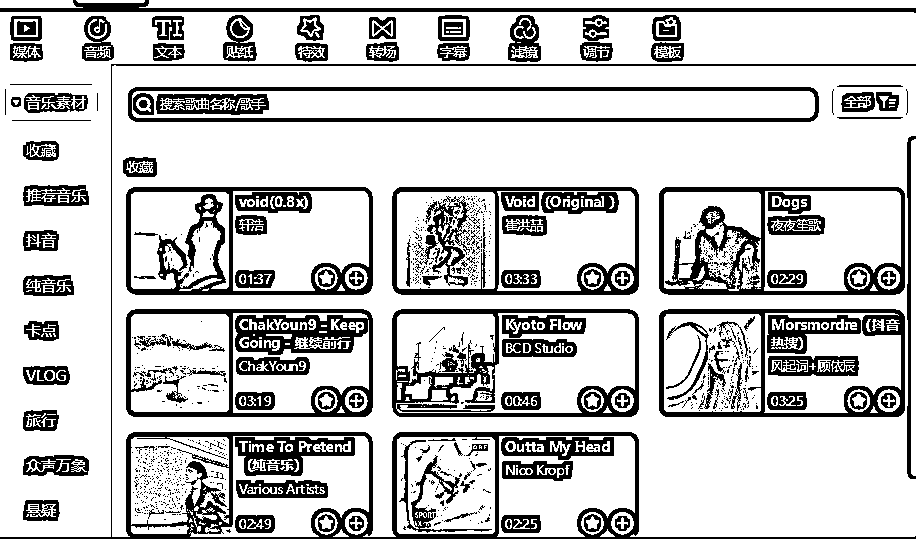 媒体 音频 文本 贴纸 特效 转场 字幕 滤镜 调节 模板
音乐素材
搜索歌曲名称/歌手
全部
收藏
推荐音乐
抖音
纯音乐
卡点
VLOG
旅行
众声万象
悬疑
收藏
void(0.8x)
轩浩
01:37
Void (Original )
崔洪喆
03:33
Dogs
夜夜笙歌
02:29
ChakYoun9 - Keep
Going - 继续前行
ChakYoun9
03:19
Kyoto Flow
BCD Studio
00:46
Morsmordre (抖音
热搜)
风起词+顾依辰
03:25
Time To Pretend
(纯音乐)
Various Artists
02:49
Outta My Head
Nico Kropf
02:25
SPORT